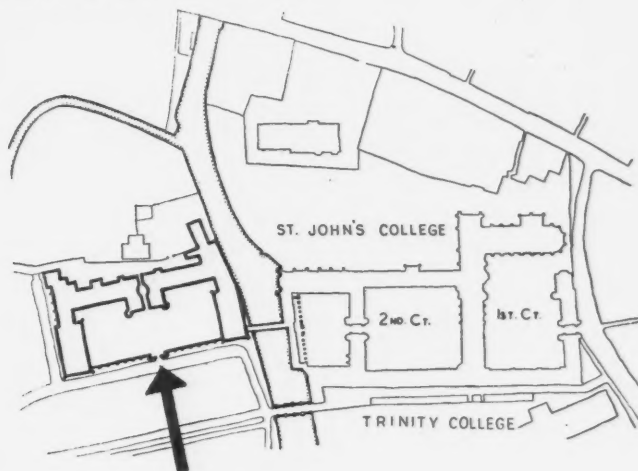 ST. JOHN'S COLLEGE
2ND. CT.
1ST. CT.
TRINITY COLLEGE